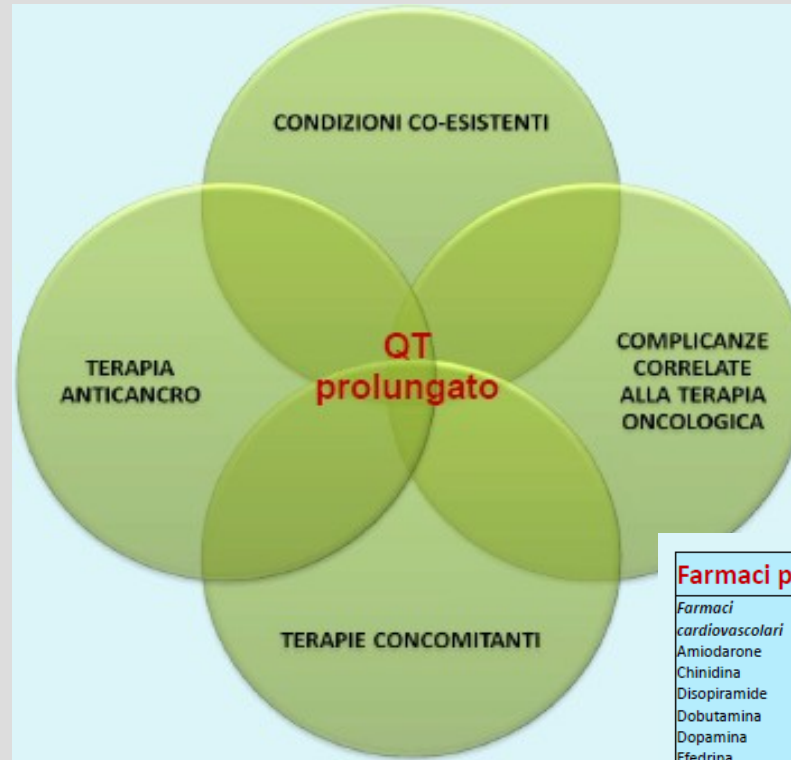 CONDIZIONI CO-ESISTENTI
TERAPIA
ANTICANCRO
QT
prolungato
COMPLICANZE
CORRELATE
ALLA TERAPIA
ONCOLOGICA
TERAPIE CONCOMITANTI
Farmaci p
Farmaci
cardiovascolari
Amiodarone
Chinidina
Disopiramide
Dobutamina
Dopamina
Efedrina